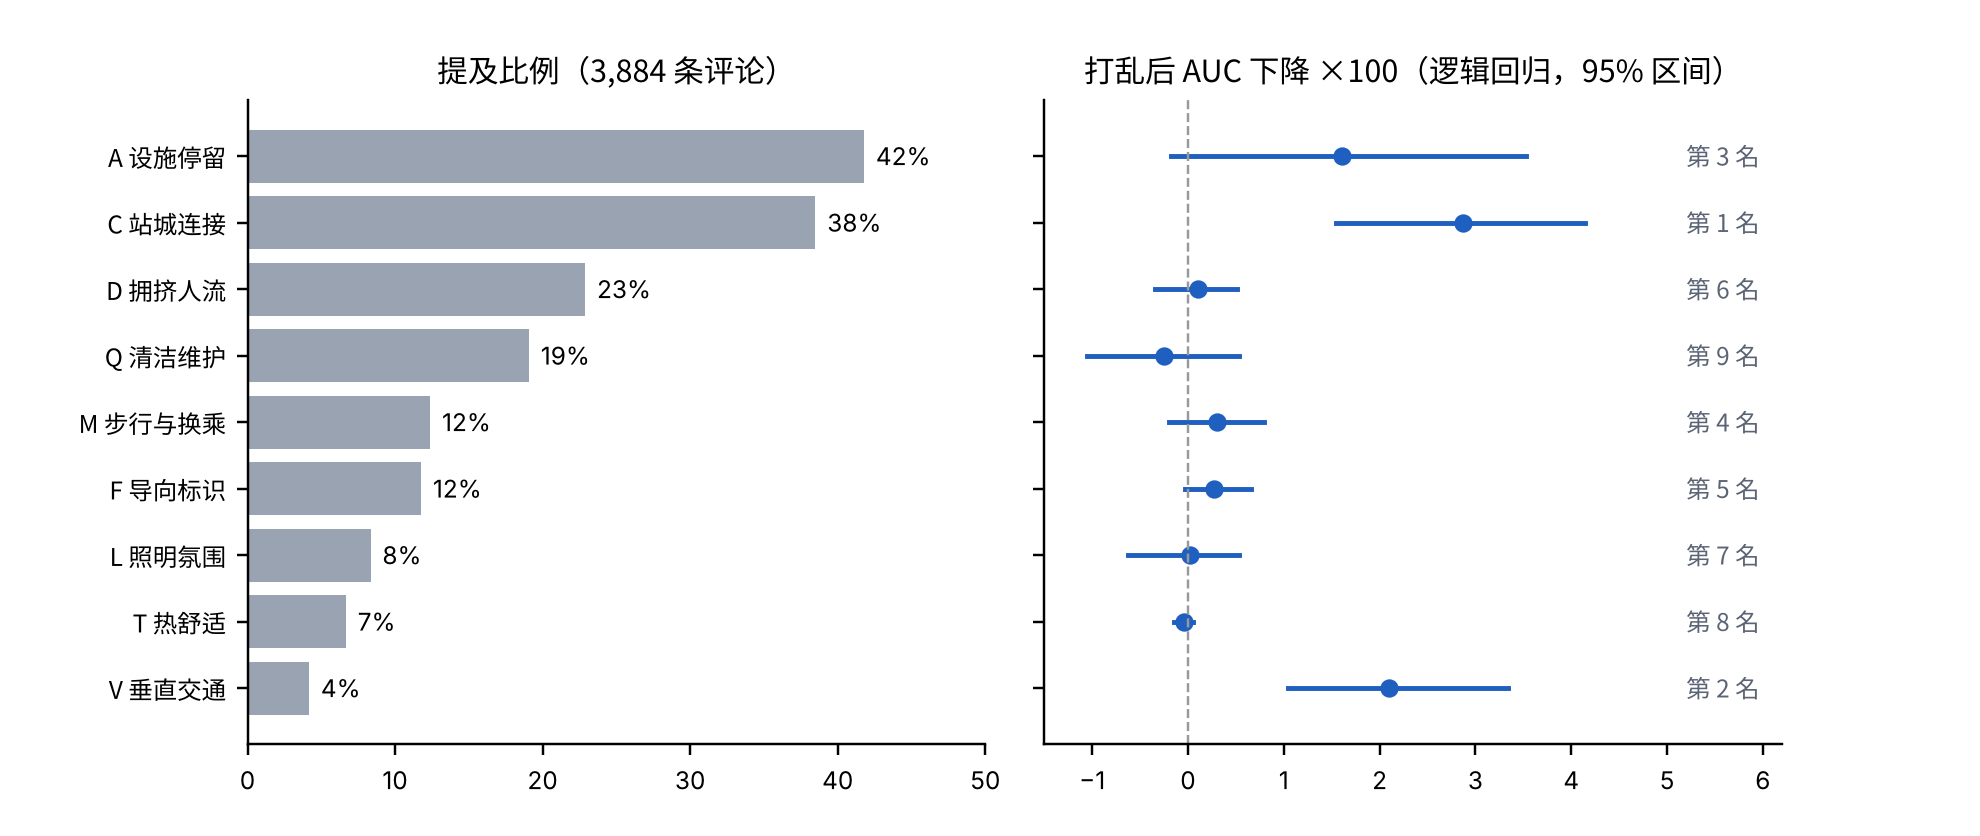 提及比例（3,884 条评论）
A 设施停留
42%
C 站城连接
38%
D 拥挤人流
23%
Q 清洁维护
19%
M 步行与换乘
12%
F 导向标识
12%
L 照明氛围
8%
T 热舒适
7%
V 垂直交通
4%
0 10 20 30 40 50
打乱后 AUC 下降 ×100（逻辑回归，95% 区间）
第 3 名
第 1 名
第 6 名
第 9 名
第 4 名
第 5 名
第 7 名
第 8 名
第 2 名
−1 0 1 2 3 4 5 6